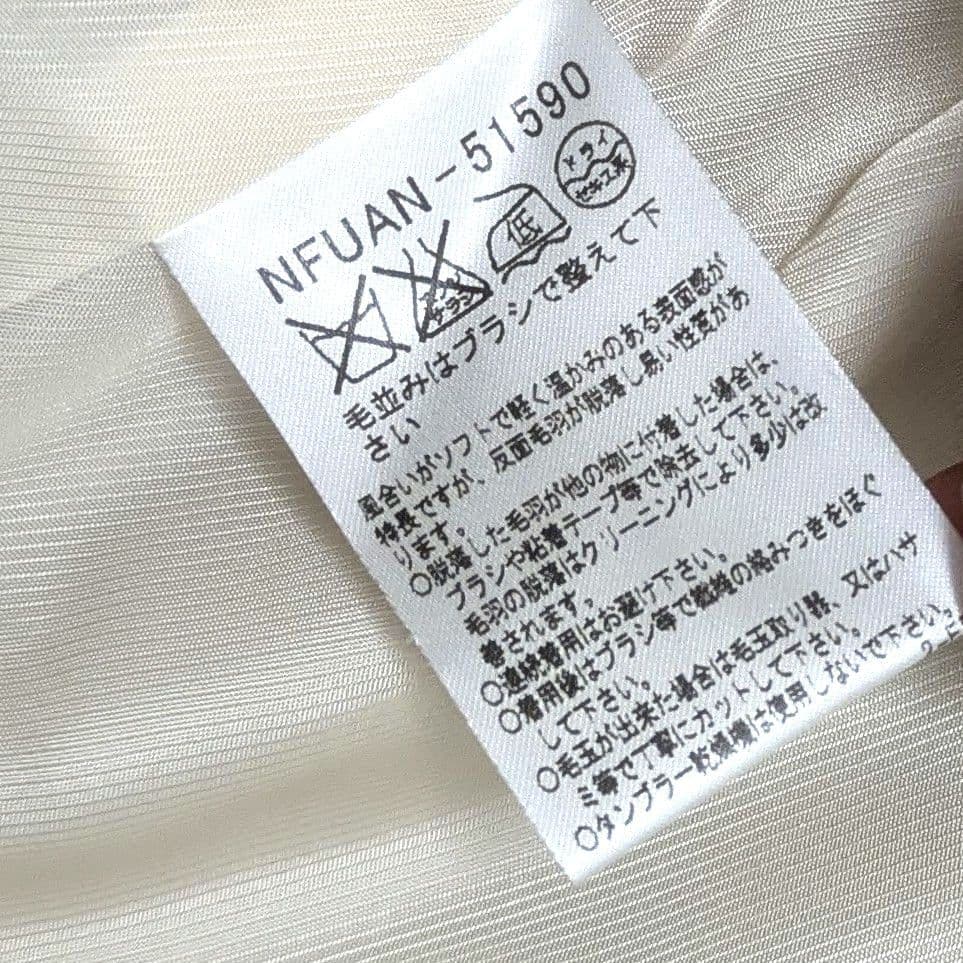 NFUAN-51590
エンソ
サラシ
低
ドライ
セキユ系
毛並みはブラシで整えて下
さい
風合いがソフトで軽く温かみのある表面感が
特長ですが、反面毛羽が脱落し易い性質があ
ります。
○脱落した毛羽が他の物に付着した場合は、
ブラシや粘着テープ等で除去して下さい。
毛羽の脱落はクリーニングにより多少は改
善されます。
○連続着用はお避け下さい。
○着用後はブラシ等で繊維の絡みつきをほぐ
して下さい。
○毛玉が出来た場合は毛玉取り器、又はハサ
ミ等で丁寧にカットして下さい。
○タンブラー乾燥機は使用しないで下さい。